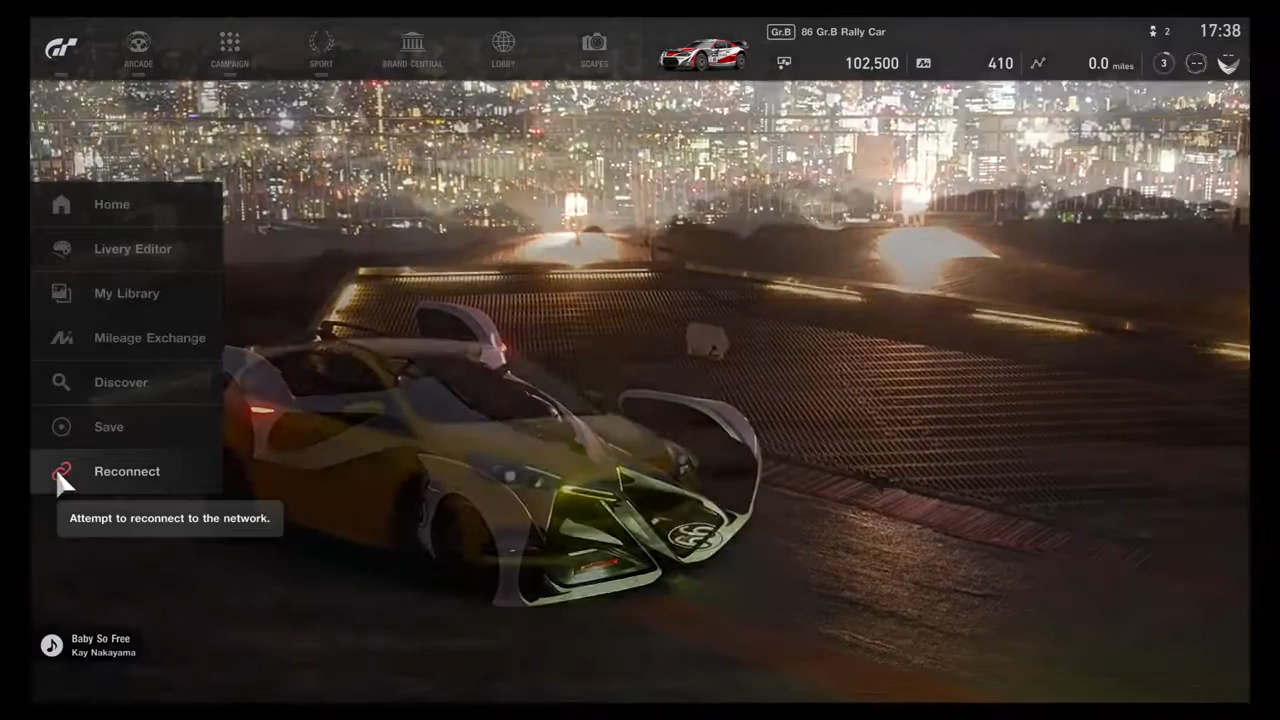 Gr.B 86 Gr.B Rally Car
2 17:38
102,500 410 0.0 miles 3 --
ARCADE CAMPAIGN SPORT BRAND CENTRAL LOBBY SCAPES
Home
Livery Editor
My Library
Mileage Exchange
Discover
Save
Reconnect
Attempt to reconnect to the network.
86
Baby So Free
Kay Nakayama